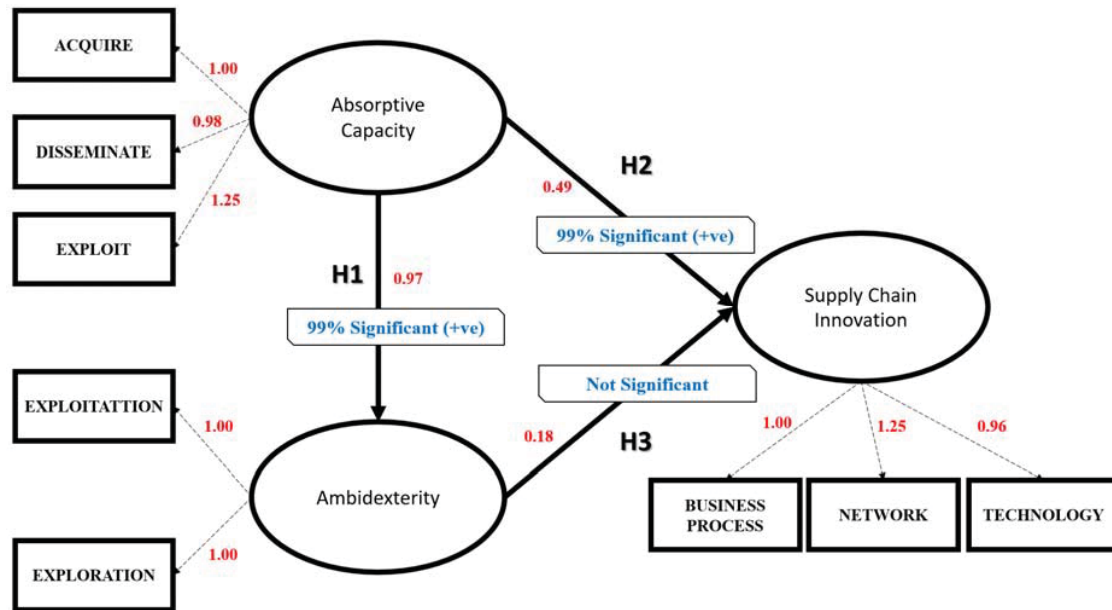 ACQUIRE
1.00
Absorptive
Capacity
0.98
DISSEMINATE
H2
0.49
1.25
99% Significant (+ve)
EXPLOIT
H1
0.97
Supply Chain
Innovation
99% Significant (+ve)
Not Significant
EXPLOITATTION
1.00
0.18
H3
1.00
1.25
0.96
Ambidexterity
BUSINESS
PROCESS
NETWORK
TECHNOLOGY
1.00
EXPLORATION